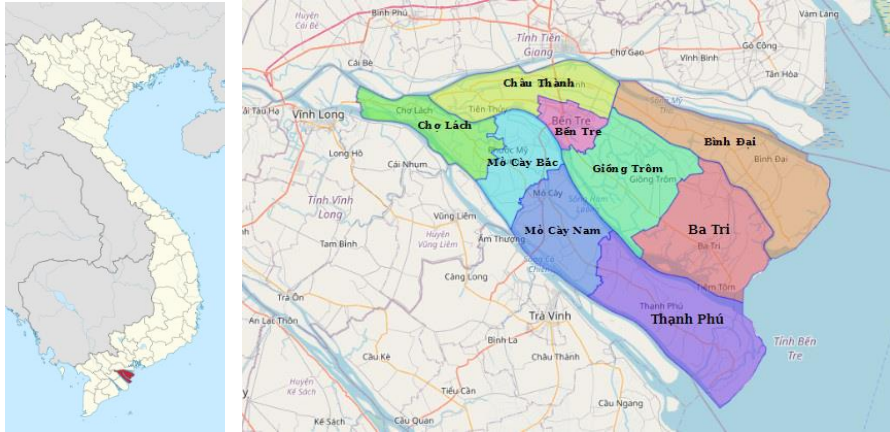 Huyện
Cái Bè
Bình Phú
Tỉnh Tiền
Giang
Chợ Gạo
Vàm Láng
Gò Công
Vĩnh Bình
Tân Hòa
Cái Bè
Châu Thành
Tiên Thủy
Cái Tàu Hạ
Vĩnh Long
Chợ Lách
Chợ Lách
Bến Tre
Bến Tre
Bình Đại
Bình Đại
Long Hồ
Cái Nhum
Phước Mỹ
Mỏ Cày Bắc
Giồng Trôm
Giồng Trôm
Mỏ Cày
Tỉnh Vĩnh
Long
Vũng Liêm
Huyện
Vũng Liêm
Mỏ Cày Nam
Ba Tri
Ba Tri
Tam Bình
Càng Long
Tiệm Tôm
Trà Ôn
Thạnh Phú
Thạnh Phú
An Lạc Thôn
Trà Vinh
Tỉnh Bến
Tre
Cầu Kè
Châu Thành
Huyện
Kế Sách
Tiểu Cần
Kế Sách
Cầu Quan
Cầu Ngang